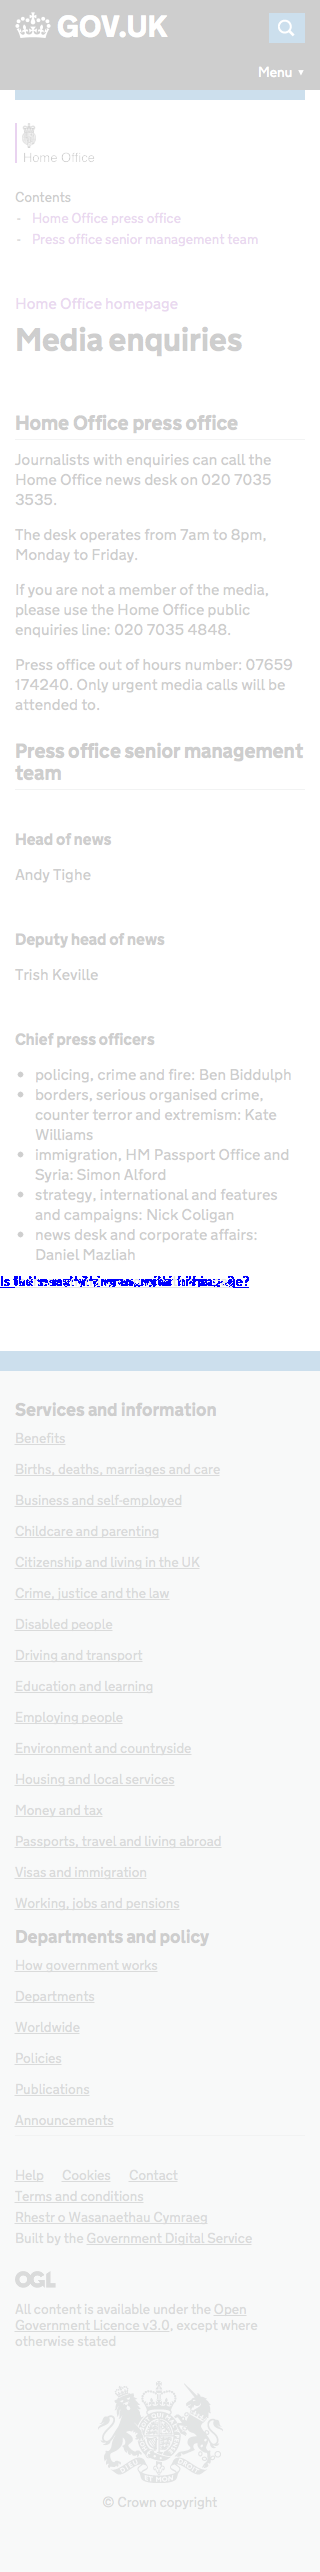 GOV.UK
Menu ▼
Home Office
Contents
- Home Office press office
- Press office senior management team
Home Office homepage
Media enquiries
Home Office press office
Journalists with enquiries can call the
Home Office news desk on 020 7035
3535.
The desk operates from 7am to 8pm,
Monday to Friday.
If you are not a member of the media,
please use the Home Office public
enquiries line: 020 7035 4848.
Press office out of hours number: 07659
174240. Only urgent media calls will be
attended to.
Press office senior management
team
Head of news
Andy Tighe
Deputy head of news
Trish Keville
Chief press officers
• policing, crime and fire: Ben Biddulph
• borders, serious organised crime,
counter terror and extremism: Kate
Williams
• immigration, HM Passport Office and
Syria: Simon Alford
• strategy, international and features
and campaigns: Nick Coligan
• news desk and corporate affairs:
Daniel Mazliah
Services and information
Benefits
Births, deaths, marriages and care
Business and self-employed
Childcare and parenting
Citizenship and living in the UK
Crime, justice and the law
Disabled people
Driving and transport
Education and learning
Employing people
Environment and countryside
Housing and local services
Money and tax
Passports, travel and living abroad
Visas and immigration
Working, jobs and pensions
Departments and policy
How government works
Departments
Worldwide
Policies
Publications
Announcements
Help Cookies Contact
Terms and conditions
Rhestr o Wasanaethau Cymraeg
Built by the Government Digital Service
OGL
All content is available under the Open
Government Licence v3.0, except where
otherwise stated
© Crown copyright